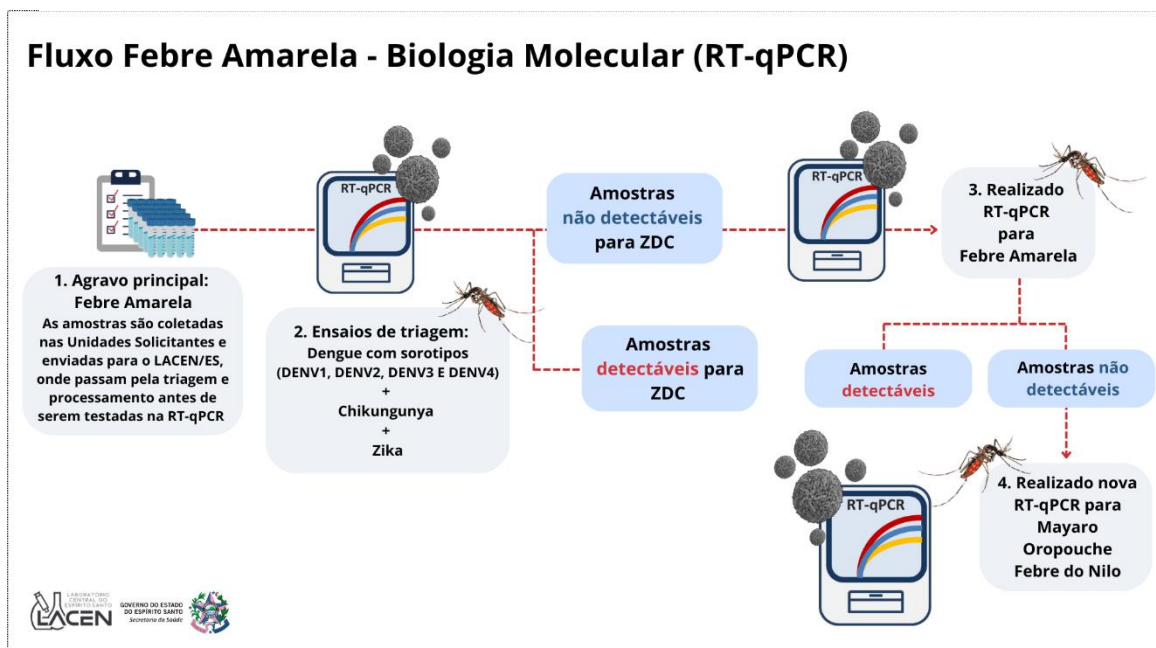 Fluxo Febre Amarela - Biologia Molecular (RT-qPCR)
1. Agravo principal:
Febre Amarela
As amostras são coletadas
nas Unidades Solicitantes e
enviadas para o LACEN/ES,
onde passam pela triagem e
processamento antes de
serem testadas na RT-qPCR
RT-qPCR
2. Ensaios de triagem:
Dengue com sorotipos
(DENV1, DENV2, DENV3 E DENV4)
+
Chikungunya
+
Zika
Amostras
não detectáveis
para ZDC
Amostras
detectáveis para
ZDC
RT-qPCR
3. Realizado
RT-qPCR
para
Febre Amarela
Amostras
detectáveis
Amostras não
detectáveis
RT-qPCR
4. Realizado nova
RT-qPCR para
Mayaro
Oropouche
Febre do Nilo
LABORATÓRIO
CENTRAL DO
ESPÍRITO SANTO
LACEN
GOVERNO DO ESTADO
DO ESPÍRITO SANTO
Secretaria da Saúde